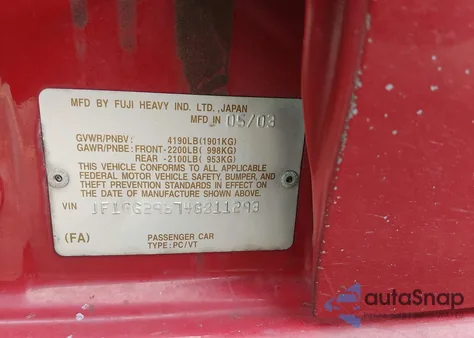 MFD BY FUJI HEAVY IND. LTD.,JAPAN
MFD IN 05/03
GVWR/PNBV: 4190LB(1901KG)
GAWR/PNBE: FRONT-2200LB( 998KG)
REAR -2100LB( 953KG)
THIS VEHICLE CONFORMS TO ALL APPLICABLE
FEDERAL MOTOR VEHICLE SAFETY, BUMPER, AND
THEFT PREVENTION STANDARDS IN EFFECT ON
THE DATE OF MANUFACTURE SHOWN ABOVE.
VIN
(FA) PASSENGER CAR
TYPE: PC/VT
autoSnap